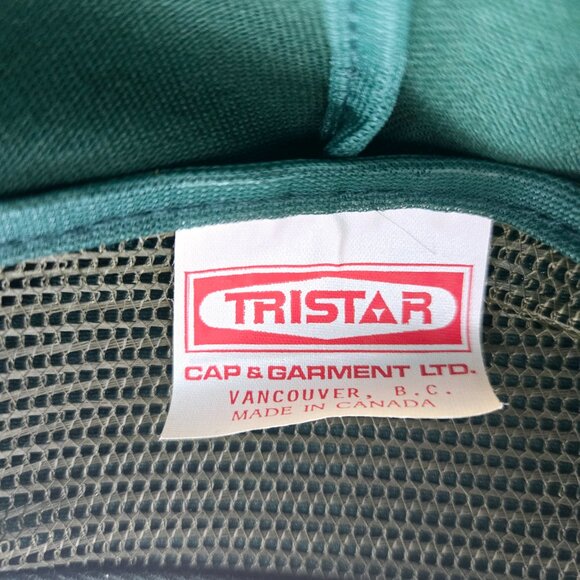 TRISTAR
CAP & GARMENT LTD.
VANCOUVER, B.C.
MADE IN CANADA